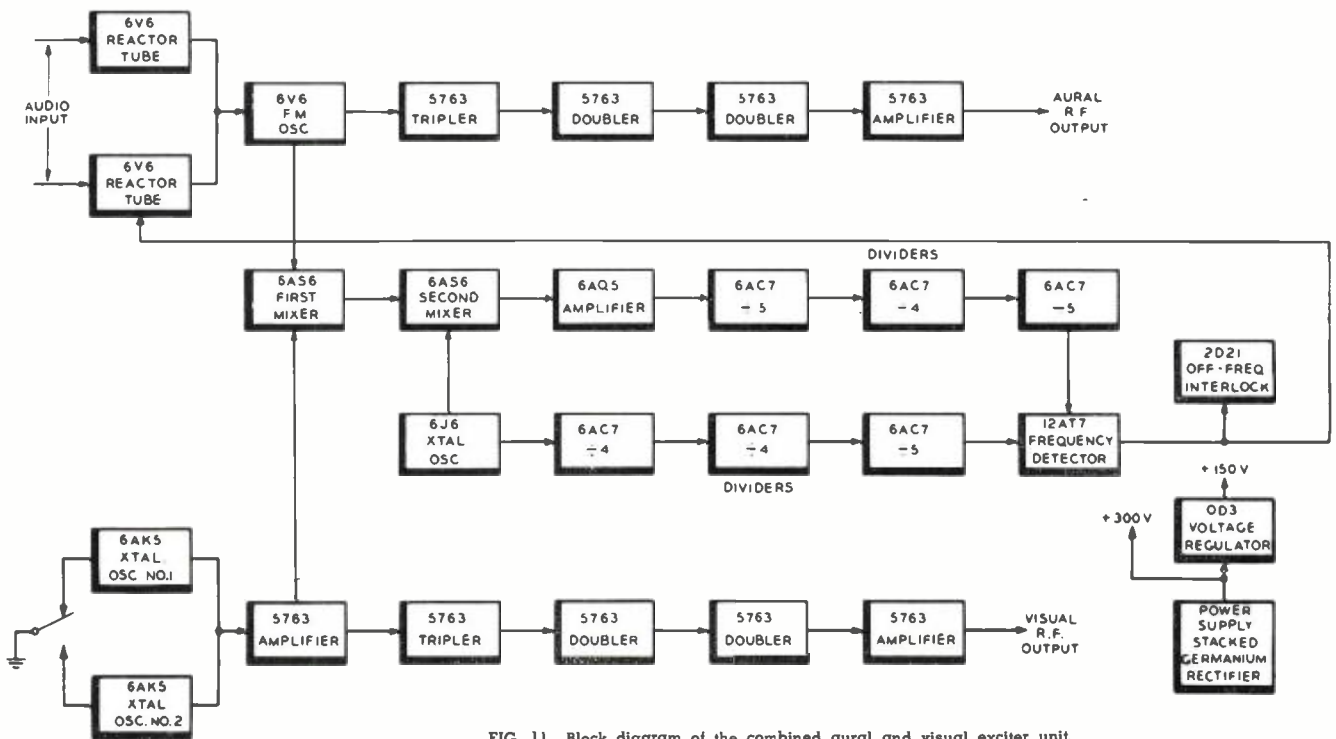 6V6
REACTOR
TUBE
AUDIO
INPUT
6V6
REACTOR
TUBE
6V6
FM
OSC
5763
TRIPLER
5763
DOUBLER
5763
DOUBLER
5763
AMPLIFIER
AURAL
R F
OUTPUT
6AS6
FIRST
MIXER
6AS6
SECOND
MIXER
6AQ5
AMPLIFIER
DIVIDERS
6AC7
÷ 5
6AC7
÷4
6AC7
÷5
2D21
OFF-FREQ
INTERLOCK
6J6
XTAL
OSC
6AC7
÷4
6AC7
÷4
6AC7
÷5
DIVIDERS
12AT7
FREQUENCY
DETECTOR
+ 150 V
+ 300 V
OD3
VOLTAGE
REGULATOR
POWER
SUPPLY
STACKED
GERMANIUM
RECTIFIER
6AK5
XTAL
OSC NO.1
6AK5
XTAL
OSC. NO.2
5763
AMPLIFIER
5763
TRIPLER
5763
DOUBLER
5763
DOUBLER
5763
AMPLIFIER
VISUAL
R.F.
OUTPUT
FIG. 11. Block diagram of the combined aural and visual exciter unit